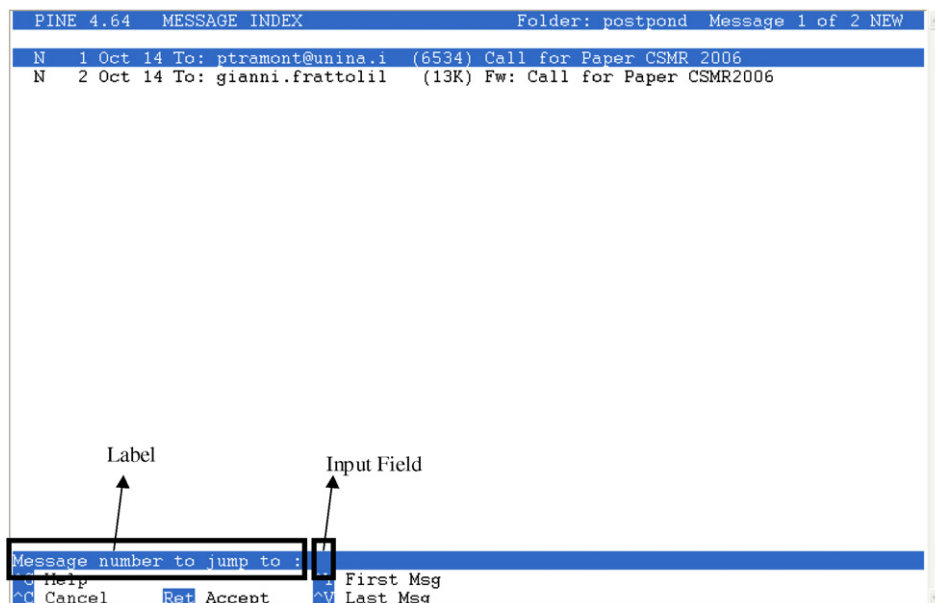 PINE 4.64 MESSAGE INDEX Folder: postpond Message 1 of 2 NEW
N 1 Oct 14 To: ptramont@unina.i (6534) Call for Paper CSMR 2006
N 2 Oct 14 To: gianni.frattolil (13K) Fw: Call for Paper CSMR2006
Label
Input Field
Message number to jump to :
^G Help ^Y First Msg
^C Cancel Ret Accept ^V Last Msg